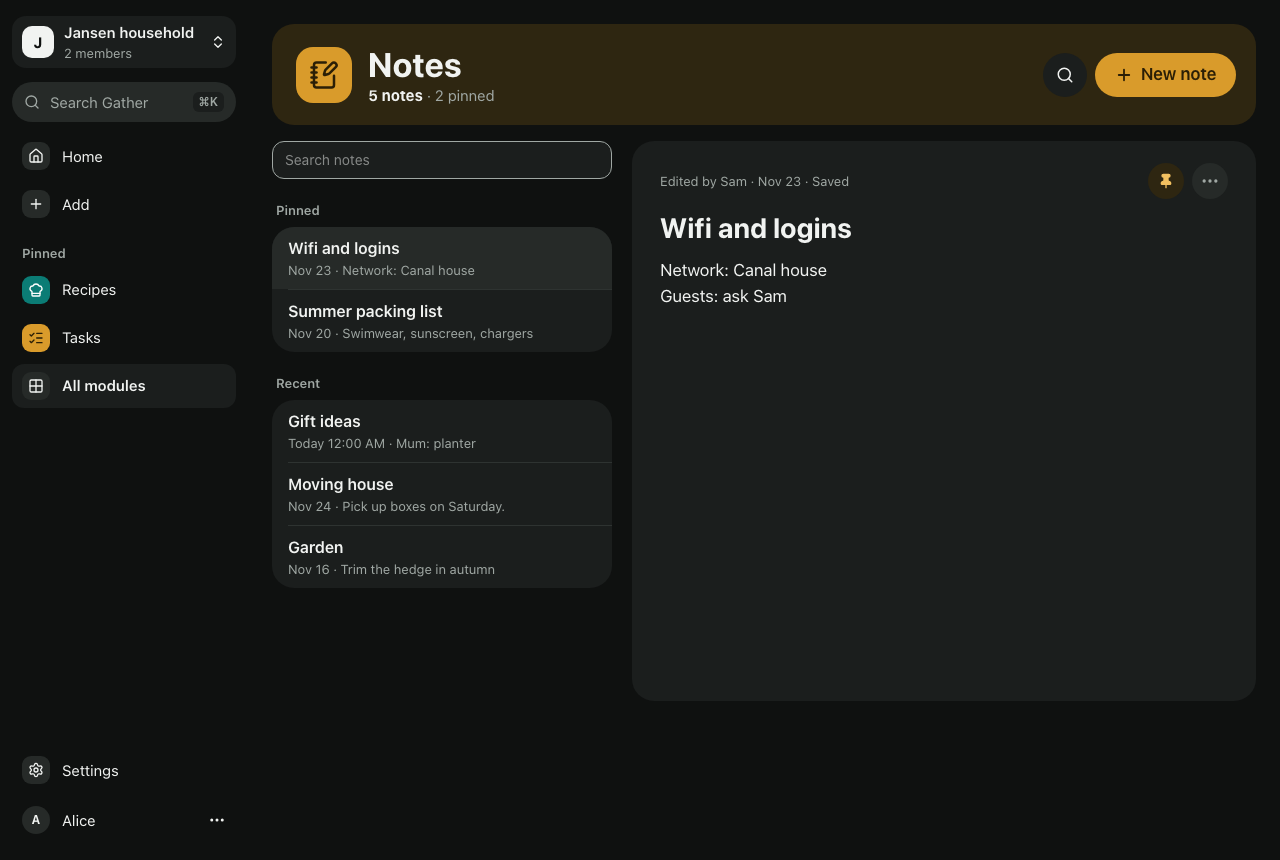 J
Jansen household
2 members
Search Gather
⌘K
Home
Add
Pinned
Recipes
Tasks
All modules
Settings
A
Alice
Notes
5 notes · 2 pinned
New note
Search notes
Pinned
Wifi and logins
Nov 23 · Network: Canal house
Summer packing list
Nov 20 · Swimwear, sunscreen, chargers
Recent
Gift ideas
Today 12:00 AM · Mum: planter
Moving house
Nov 24 · Pick up boxes on Saturday.
Garden
Nov 16 · Trim the hedge in autumn
Edited by Sam · Nov 23 · Saved
Wifi and logins
Network: Canal house
Guests: ask Sam